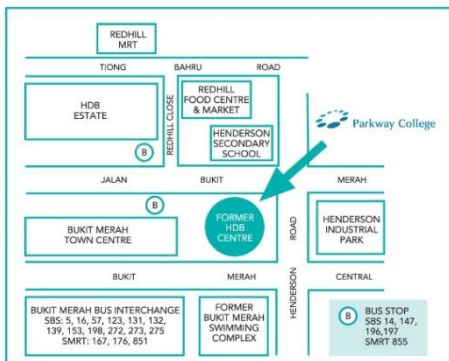 REDHILL
MRT
TIONG BAHRU ROAD
HDB
ESTATE
REDHILL CLOSE
REDHILL
FOOD CENTRE
& MARKET
HENDERSON
SECONDARY
SCHOOL
Parkway College
B
JALAN BUKIT MERAH
B
BUKIT MERAH
TOWN CENTRE
FORMER
HDB
CENTRE
HENDERSON ROAD
HENDERSON
INDUSTRIAL
PARK
BUKIT MERAH CENTRAL
BUKIT MERAH BUS INTERCHANGE
SBS: 5, 16, 57, 123, 131, 132,
139, 153, 198, 272, 273, 275
SMRT: 167, 176, 851
FORMER
BUKIT MERAH
SWIMMING
COMPLEX
B BUS STOP
SBS 14, 147,
196,197
SMRT 855